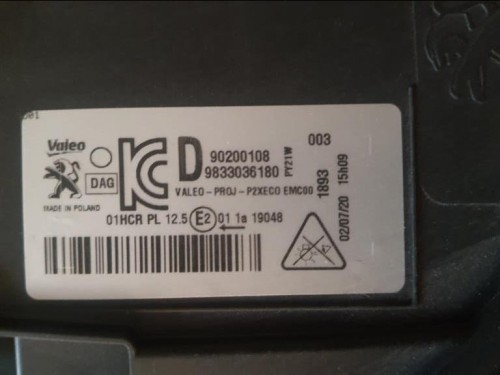 Valeo
DAG
MADE IN POLAND
KC
D
90200108
9833036180
PY21W
VALEO-PROJ-P2XECO EMC00
003
1893
02/07/20 15h09
01HCR PL 12.5 E2 01 1a 19048